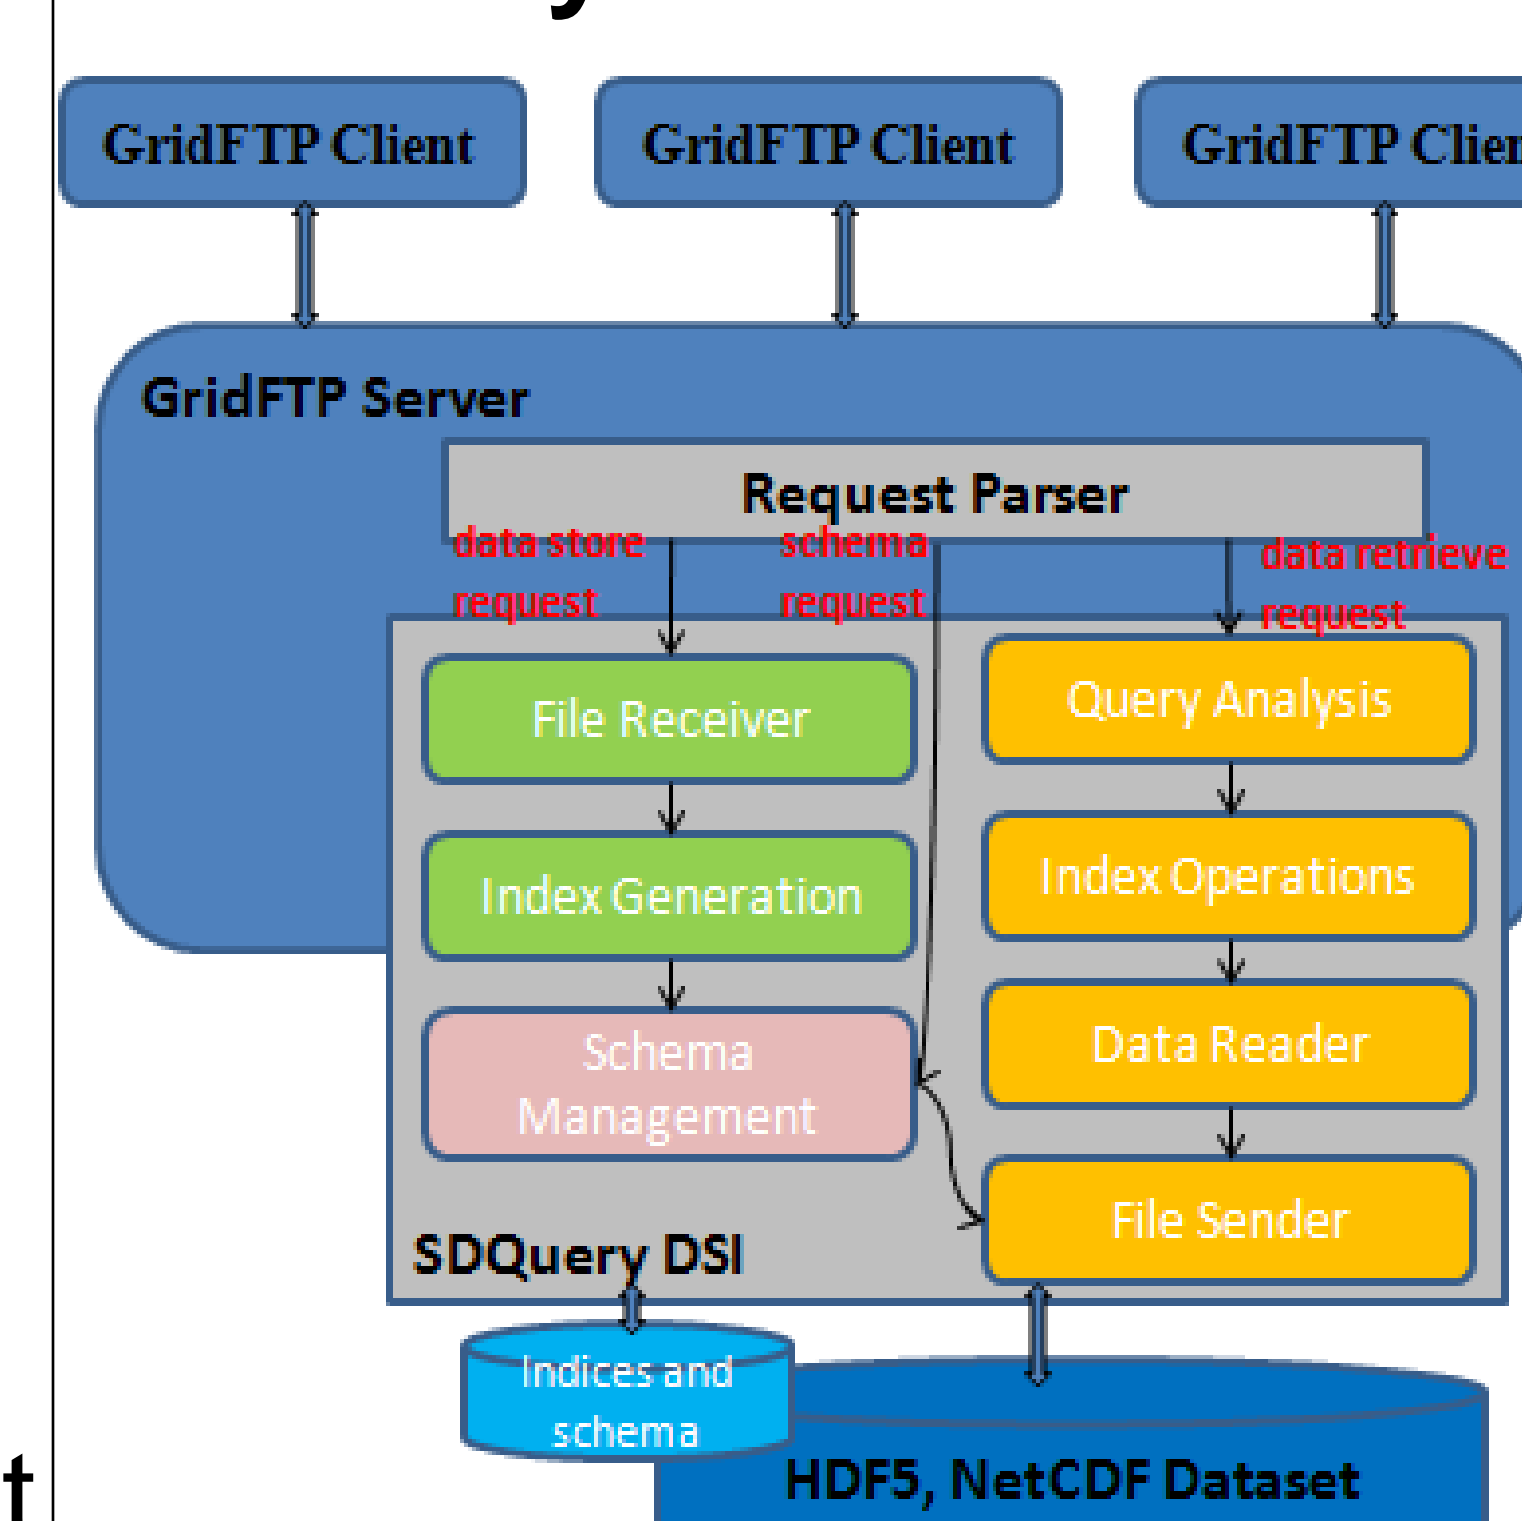 y
GridFTP Client
GridFTP Client
GridFTP Clien
GridFTP Server
Request Parser
data store
request
schema
request
data retrieve
request
File Receiver
Query Analysis
Index Generation
Index Operations
Schema
Management
Data Reader
File Sender
SDQuery DSI
Indices and
schema
HDF5, NetCDF Dataset
t